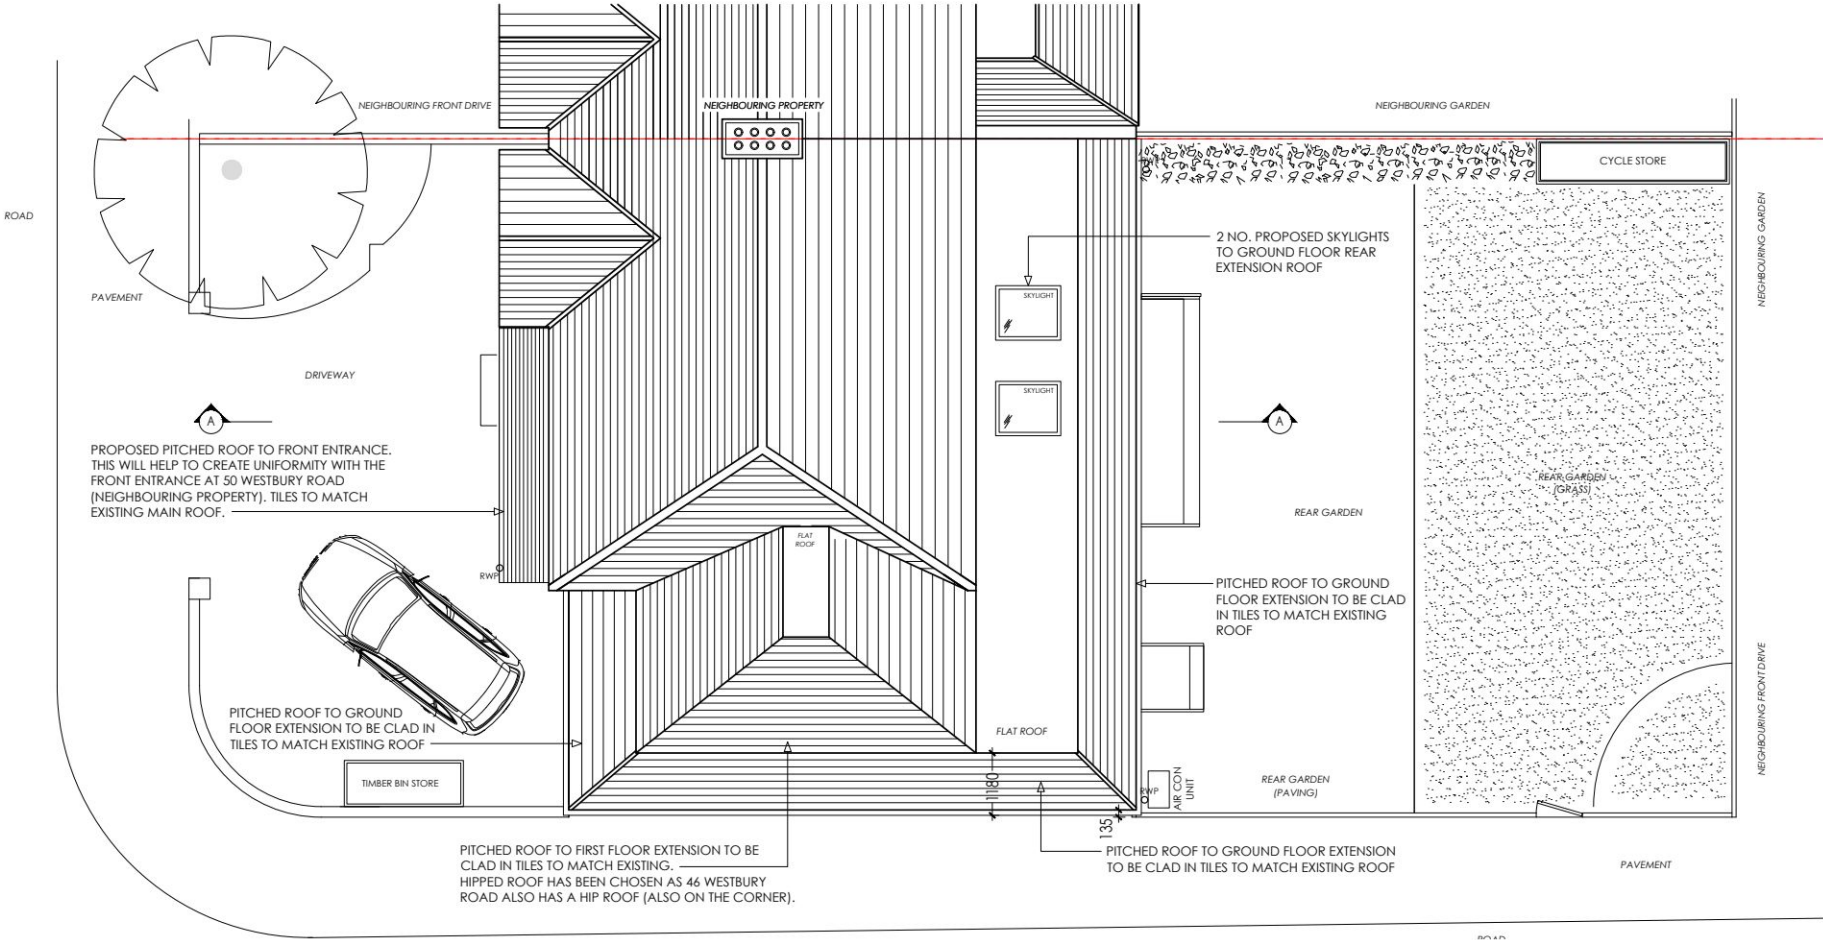 NEIGHBOURING FRONT DRIVE
NEIGHBOURING PROPERTY
NEIGHBOURING GARDEN
CYCLE STORE
ROAD
NEIGHBOURING GARDEN
2 NO. PROPOSED SKYLIGHTS
TO GROUND FLOOR REAR
EXTENSION ROOF
PAVEMENT
SKYLIGHT
DRIVEWAY
SKYLIGHT
A
A
PROPOSED PITCHED ROOF TO FRONT ENTRANCE.
THIS WILL HELP TO CREATE UNIFORMITY WITH THE
FRONT ENTRANCE AT 50 WESTBURY ROAD
(NEIGHBOURING PROPERTY). TILES TO MATCH
EXISTING MAIN ROOF.
REAR GARDEN
(GRASS)
REAR GARDEN
FLAT
ROOF
RWP
PITCHED ROOF TO GROUND
FLOOR EXTENSION TO BE CLAD
IN TILES TO MATCH EXISTING
ROOF
NEIGHBOURING FRONT DRIVE
PITCHED ROOF TO GROUND
FLOOR EXTENSION TO BE CLAD IN
TILES TO MATCH EXISTING ROOF
FLAT ROOF
TIMBER BIN STORE
1180
RWP
AIR CON
UNIT
REAR GARDEN
(PAVING)
135
PITCHED ROOF TO FIRST FLOOR EXTENSION TO BE
CLAD IN TILES TO MATCH EXISTING.
HIPPED ROOF HAS BEEN CHOSEN AS 46 WESTBURY
ROAD ALSO HAS A HIP ROOF (ALSO ON THE CORNER).
PITCHED ROOF TO GROUND FLOOR EXTENSION
TO BE CLAD IN TILES TO MATCH EXISTING ROOF
PAVEMENT
ROAD